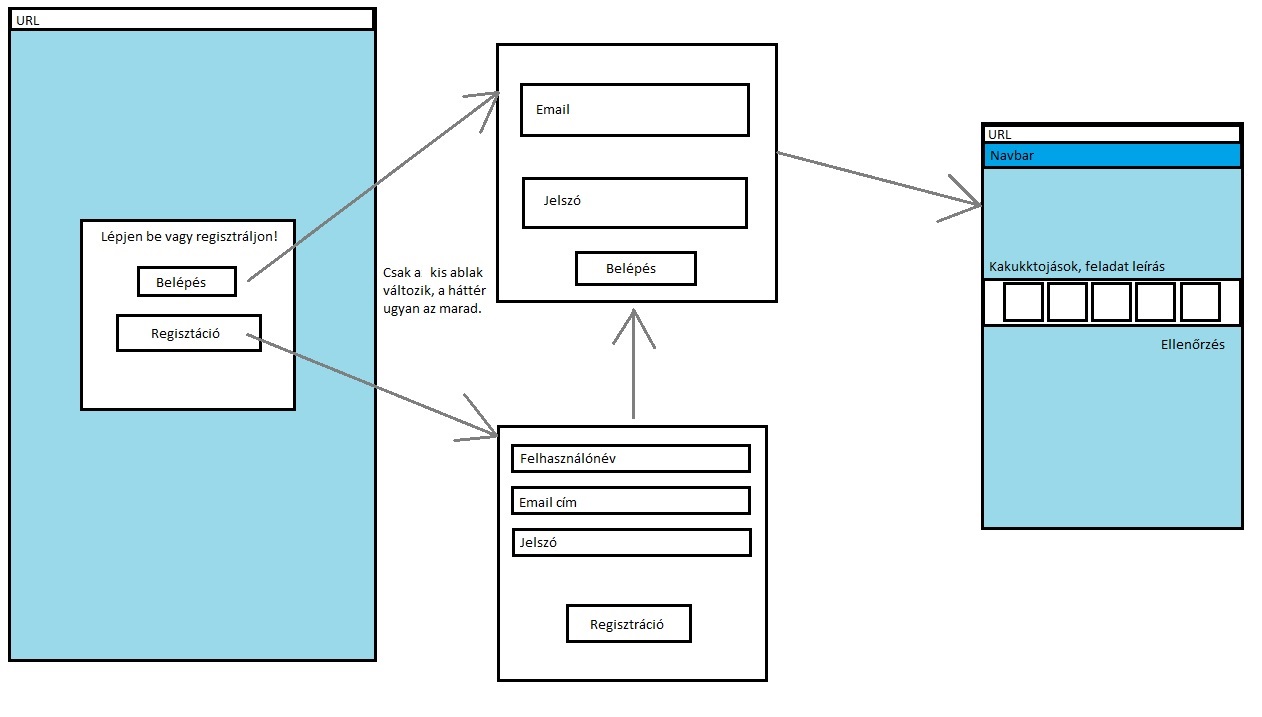 URL
Lépjen be vagy regisztráljon!
Belépés
Regisztáció
Csak a kis ablak
változik, a háttér
ugyan az marad.
Email
Jelszó
Belépés
Felhasználónév
Email cím
Jelszó
Regisztráció
URL
Navbar
Kakukktojások, feladat leírás
Ellenőrzés